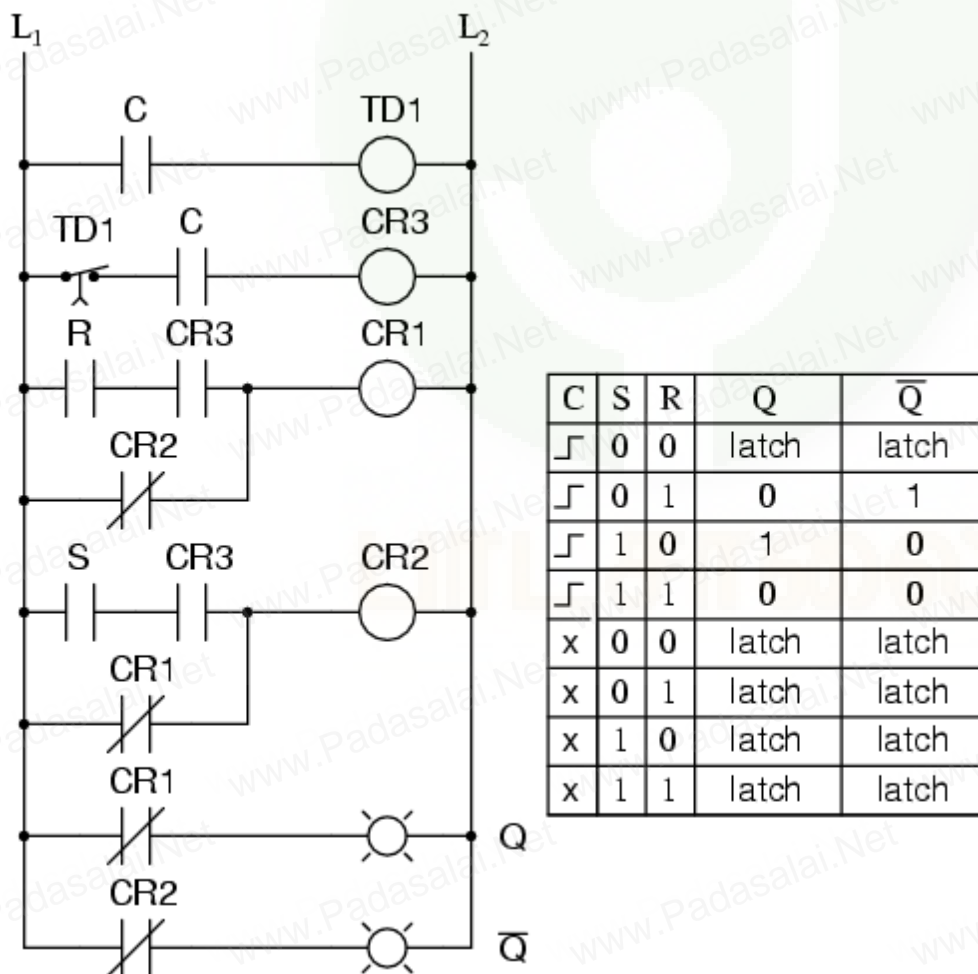 L1 L2
C TD1
TD1 C CR3
R CR3 CR1
CR2
S CR3 CR2
CR1
CR1
Q
CR2
Q̅
C S R Q Q̅
0 0 latch latch
0 1 0 1
1 0 1 0
1 1 0 0
x 0 0 latch latch
x 0 1 latch latch
x 1 0 latch latch
x 1 1 latch latch
www.Padasalai.Net